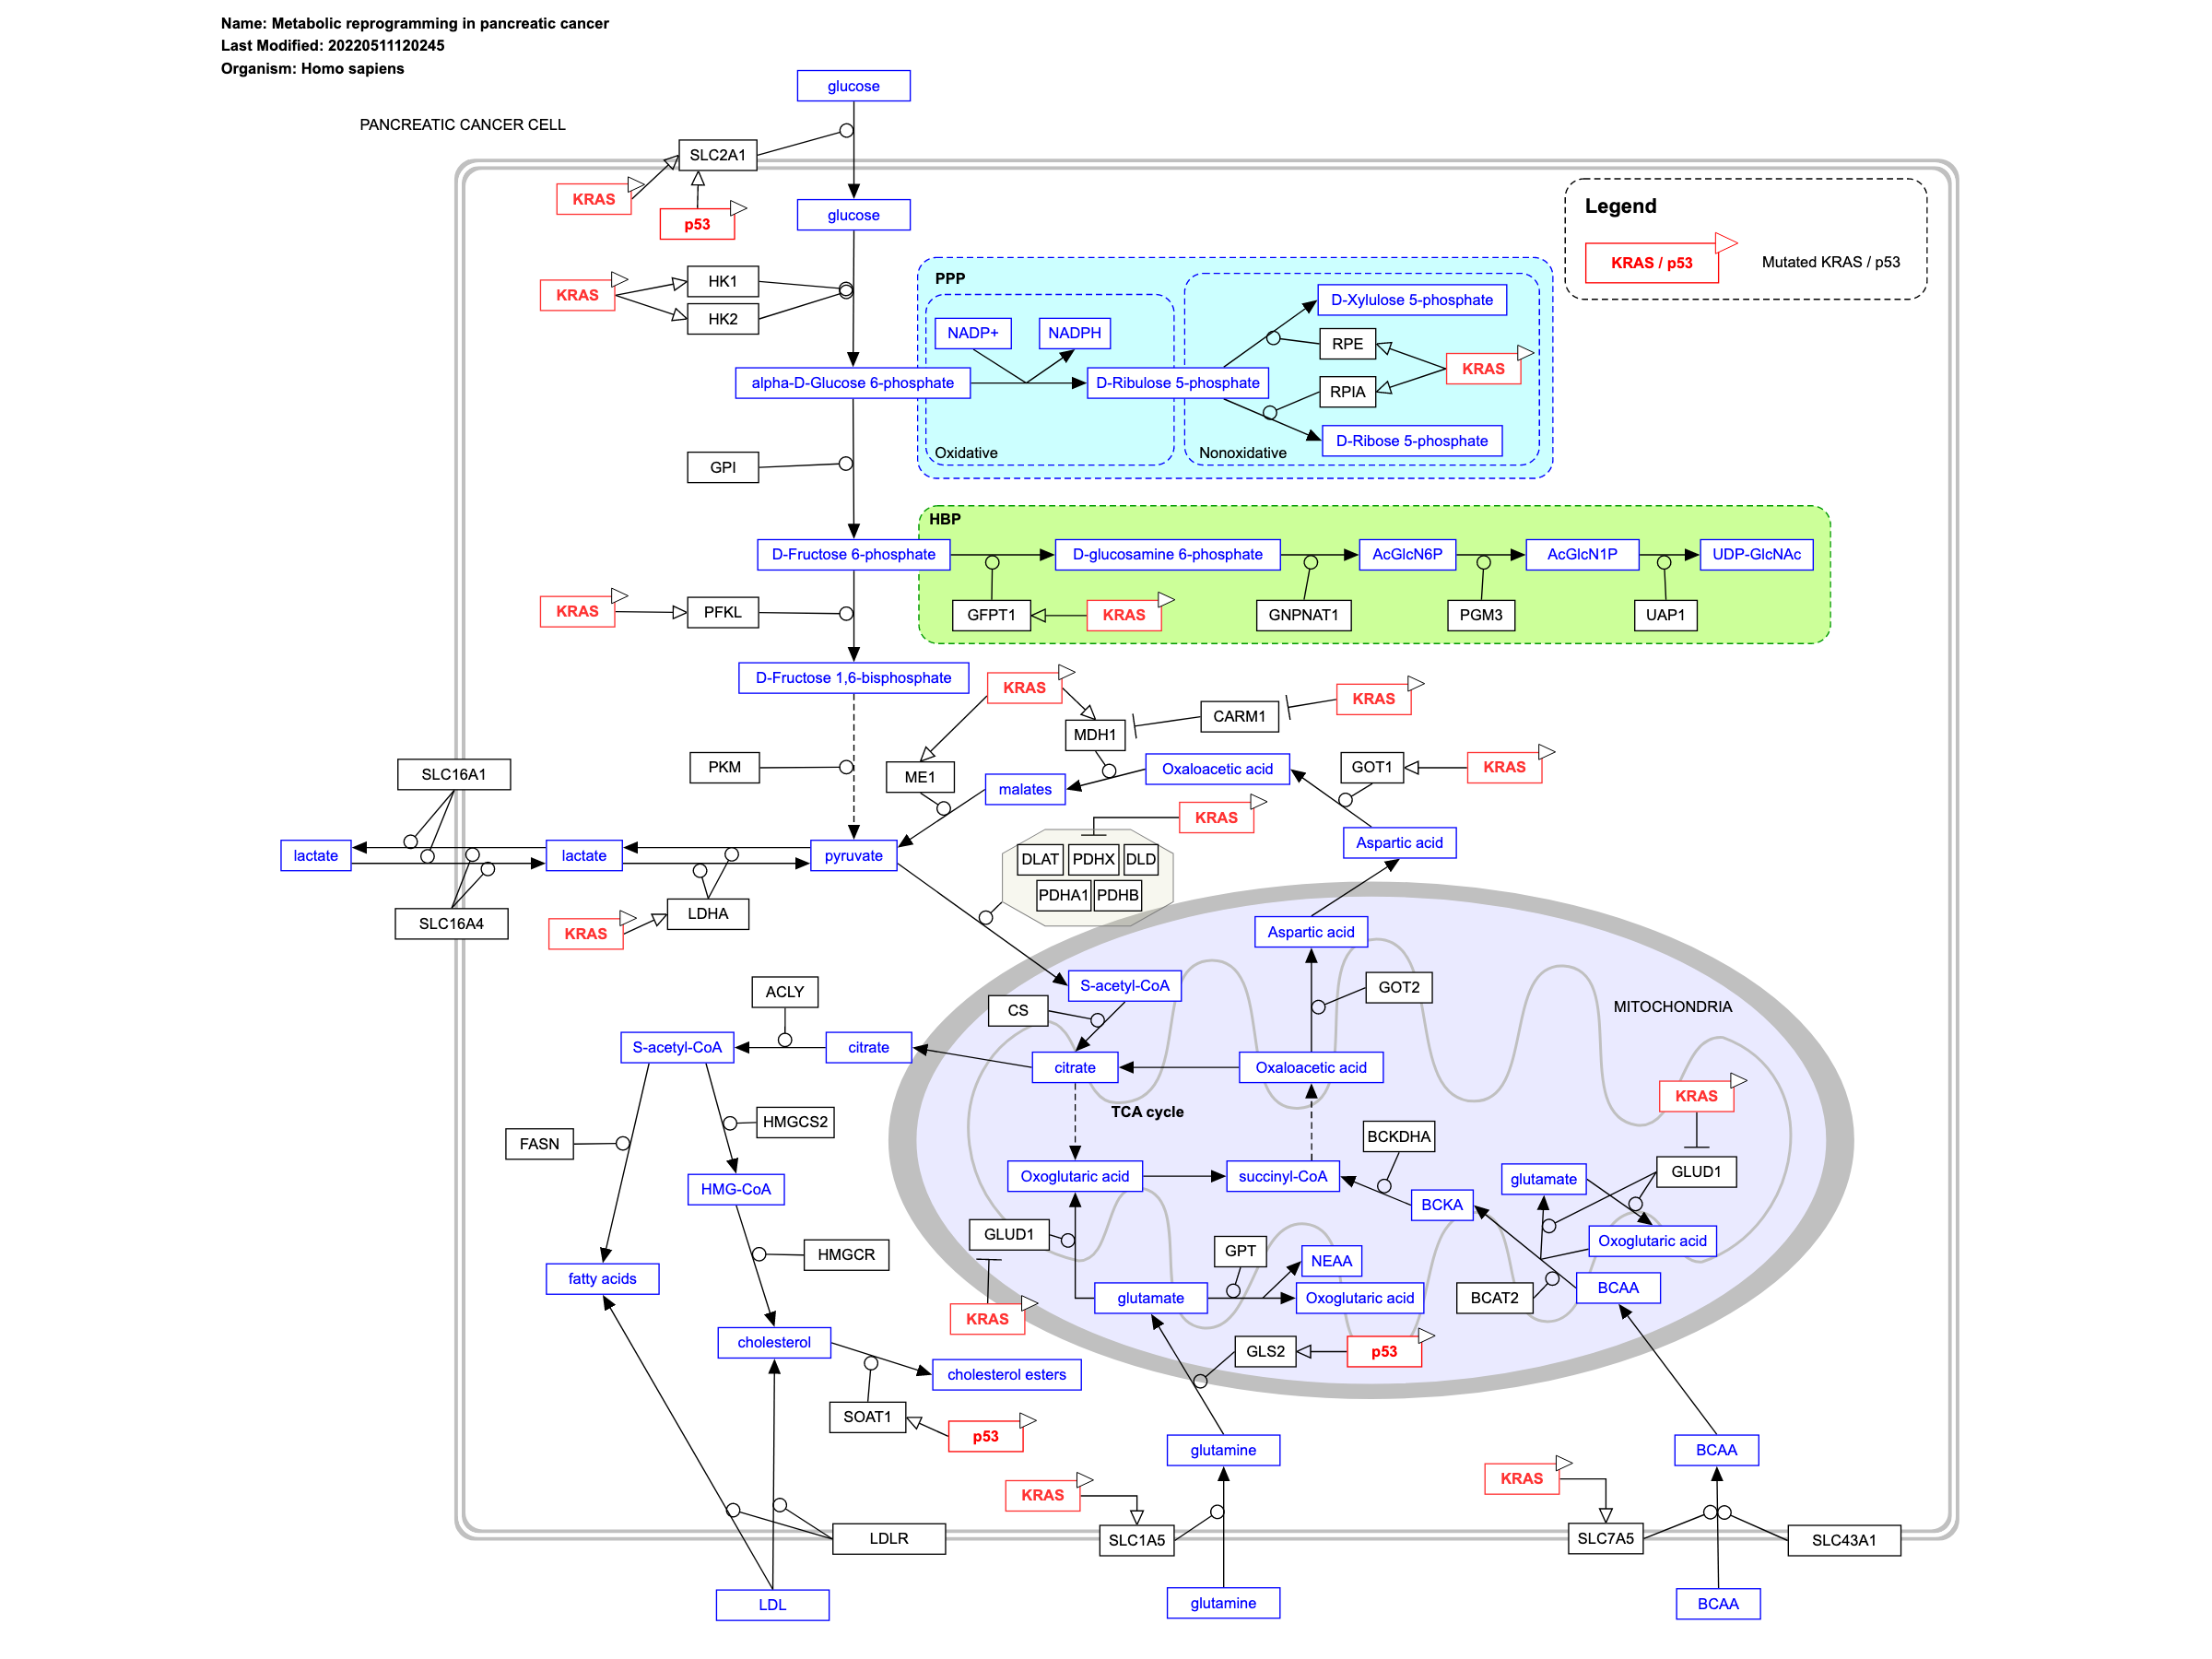 Name: Metabolic reprogramming in pancreatic cancer
Last Modified: 20220511120245
Organism: Homo sapiens
glucose
PANCREATIC CANCER CELL
SLC2A1
KRAS
p53
glucose
Legend
KRAS / p53
Mutated KRAS / p53
HK1
KRAS
HK2
PPP
D-Xylulose 5-phosphate
NADP+
NADPH
RPE
KRAS
alpha-D-Glucose 6-phosphate
D-Ribulose 5-phosphate
RPIA
D-Ribose 5-phosphate
Oxidative
Nonoxidative
GPI
HBP
D-Fructose 6-phosphate
D-glucosamine 6-phosphate
AcGlcN6P
AcGlcN1P
UDP-GlcNAc
KRAS
PFKL
GFPT1
KRAS
GNPNAT1
PGM3
UAP1
D-Fructose 1,6-bisphosphate
KRAS
KRAS
CARM1
MDH1
PKM
ME1
Oxaloacetic acid
GOT1
KRAS
SLC16A1
malates
KRAS
Aspartic acid
lactate
lactate
pyruvate
DLAT
PDHX
DLD
PDHA1
PDHB
SLC16A4
LDHA
KRAS
Aspartic acid
ACLY
S-acetyl-CoA
GOT2
CS
MITOCHONDRIA
S-acetyl-CoA
citrate
citrate
Oxaloacetic acid
KRAS
TCA cycle
HMGCS2
FASN
BCKDHA
HMG-CoA
Oxoglutaric acid
succinyl-CoA
glutamate
GLUD1
BCKA
GLUD1
Oxoglutaric acid
HMGCR
GPT
NEAA
fatty acids
glutamate
Oxoglutaric acid
BCAT2
BCAA
KRAS
cholesterol
GLS2
p53
cholesterol esters
SOAT1
p53
glutamine
BCAA
KRAS
KRAS
LDLR
SLC1A5
SLC7A5
SLC43A1
LDL
glutamine
BCAA